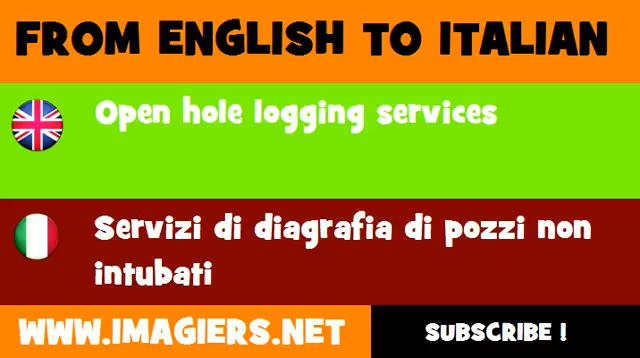 FROM ENGLISH TO ITALIAN
Open hole logging services
Servizi di diagrafia di pozzi non
intubati
WWW.IMAGIERS.NET
SUBSCRIBE !